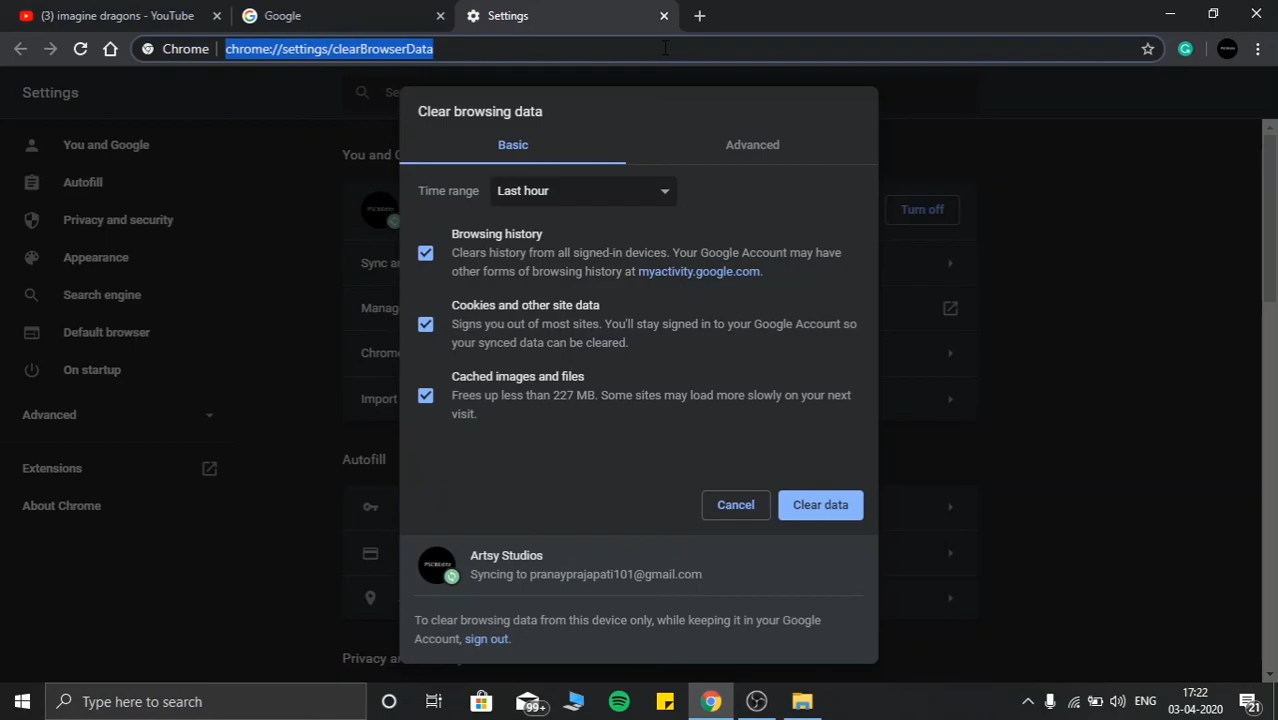 (3) imagine dragons - YouTube
Google
Settings
Chrome
chrome://settings/clearBrowserData
Settings
Se
Clear browsing data
Basic
Advanced
You and Google
Autofill
Privacy and security
Appearance
Search engine
Default browser
On startup
Advanced
Extensions
About Chrome
You and G
Turn off
Sync an
Manag
Chrome
Import
Autofill
Privacy an
Time range
Last hour
Browsing history
Clears history from all signed-in devices. Your Google Account may have
other forms of browsing history at myactivity.google.com.
Cookies and other site data
Signs you out of most sites. You'll stay signed in to your Google Account so
your synced data can be cleared.
Cached images and files
Frees up less than 227 MB. Some sites may load more slowly on your next
visit.
Cancel
Clear data
Artsy Studios
Syncing to pranayprajapati101@gmail.com
To clear browsing data from this device only, while keeping it in your Google
Account, sign out.
Type here to search
99+
ENG
17:22
03-04-2020
21